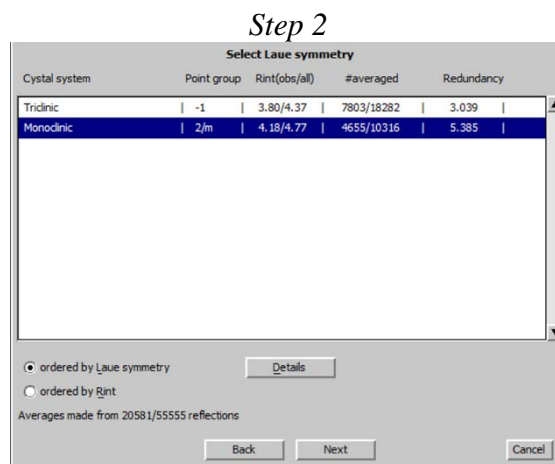 Step 2
Select Laue symmetry
Cystal system Point group Rint(obs/all) #averaged Redundancy
Triclinic | -1 | 3.80/4.37 | 7803/18282 | 3.039 |
Monoclinic | 2/m | 4.18/4.77 | 4655/10316 | 5.385 |
ordered by Laue symmetry Details
ordered by Rint
Averages made from 20581/55555 reflections
Back Next Cancel